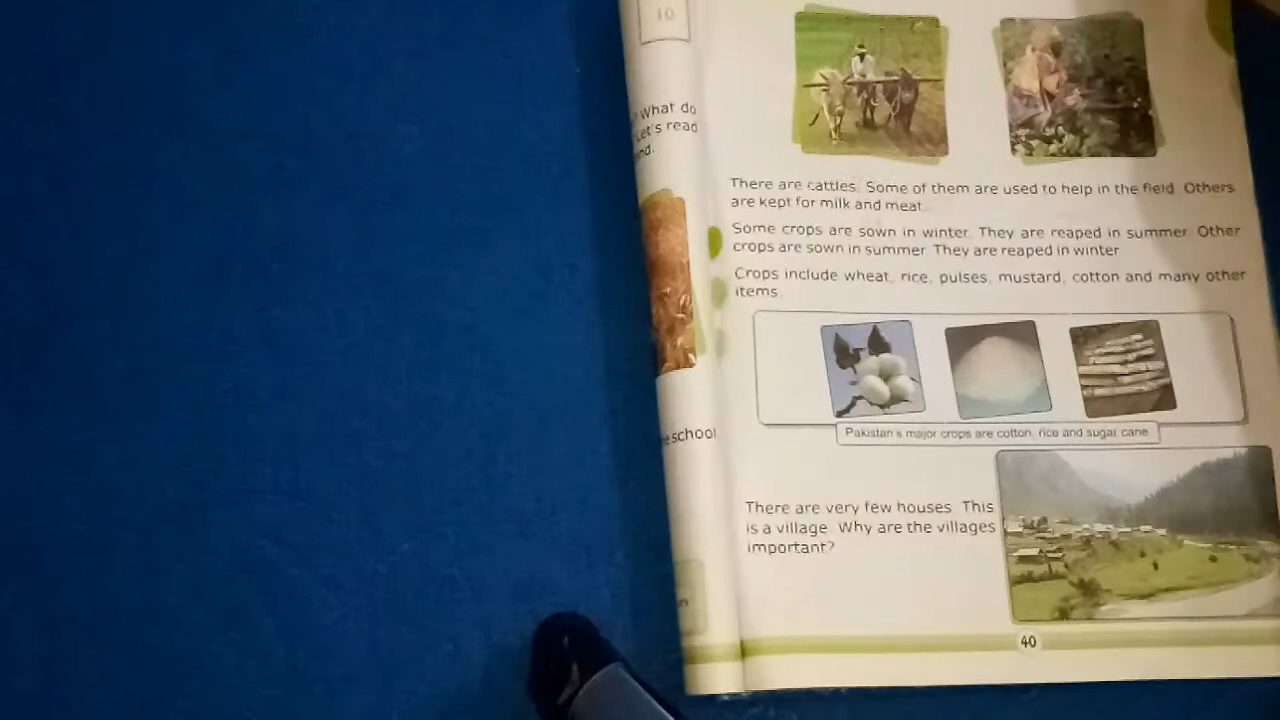 10
What do
Let's read
nd.
school
There are cattles. Some of them are used to help in the field. Others
are kept for milk and meat.
Some crops are sown in winter. They are reaped in summer. Other
crops are sown in summer. They are reaped in winter.
Crops include wheat, rice, pulses, mustard, cotton and many other
items.
Pakistan's major crops are cotton, rice and sugar cane
There are very few houses. This
is a village. Why are the villages
important?
40